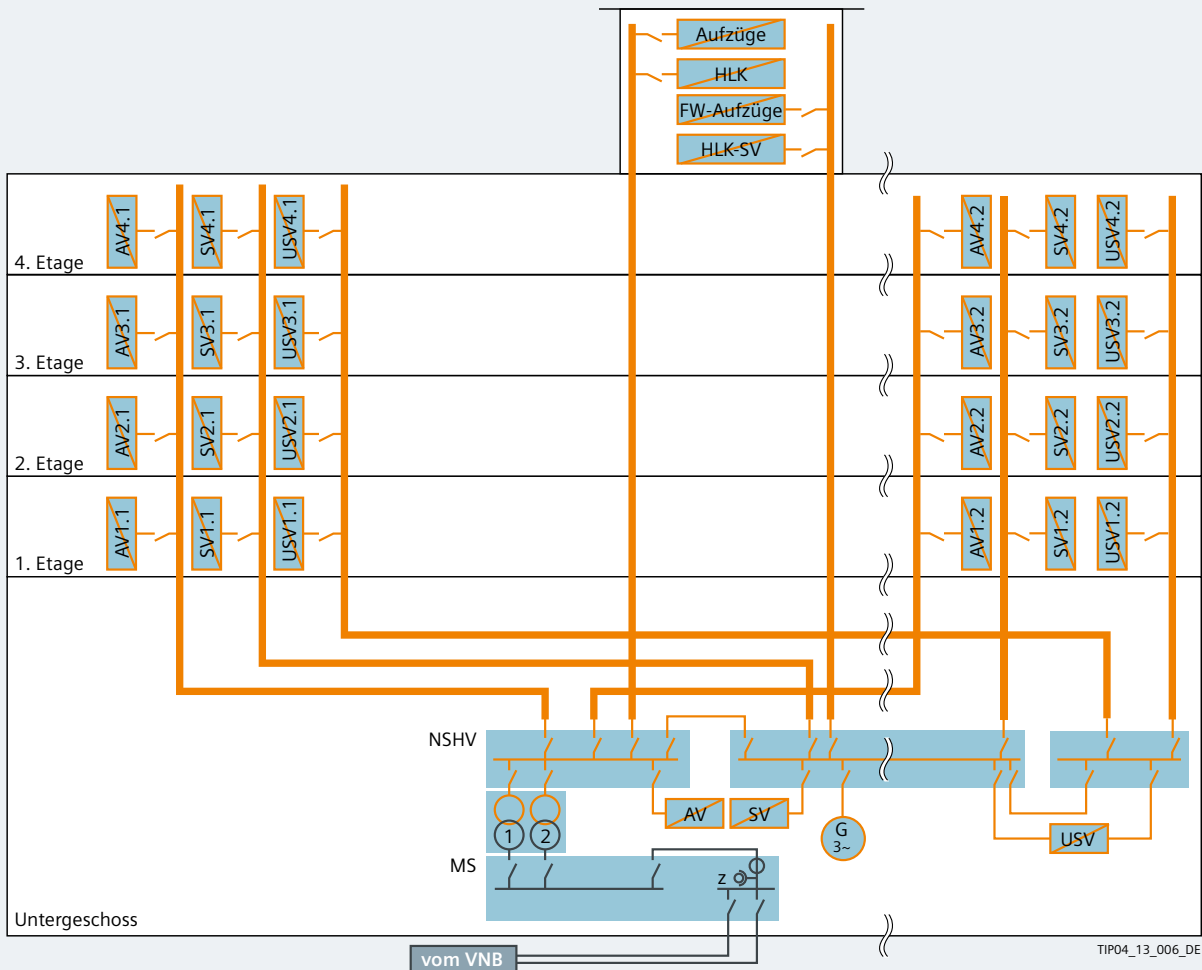 Aufzüge
HLK
FW-Aufzüge
HLK-SV
AV4.1 SV4.1 USV4.1 AV4.2 SV4.2 USV4.2
4. Etage
AV3.1 SV3.1 USV3.1 AV3.2 SV3.2 USV3.2
3. Etage
AV2.1 SV2.1 USV2.1 AV2.2 SV2.2 USV2.2
2. Etage
AV1.1 SV1.1 USV1.1 AV1.2 SV1.2 USV1.2
1. Etage
NSHV
AV SV
1 2
G
3~
USV
MS
z
Untergeschoss
vom VNB
TIP04_13_006_DE